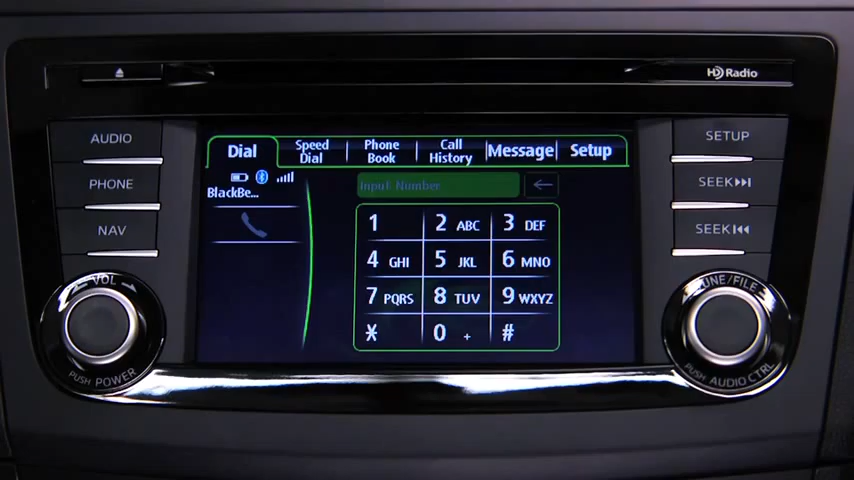 HD Radio
AUDIO
PHONE
NAV
VOL
PUSH POWER
Dial
Speed Dial
Phone Book
Call History
Message
Setup
BlackBe...
Input Number
1
2 ABC
3 DEF
4 GHI
5 JKL
6 MNO
7 PQRS
8 TUV
9 WXYZ
*
0 +
#
SETUP
SEEK
SEEK
TUNE/FILE
PUSH AUDIO CTRL